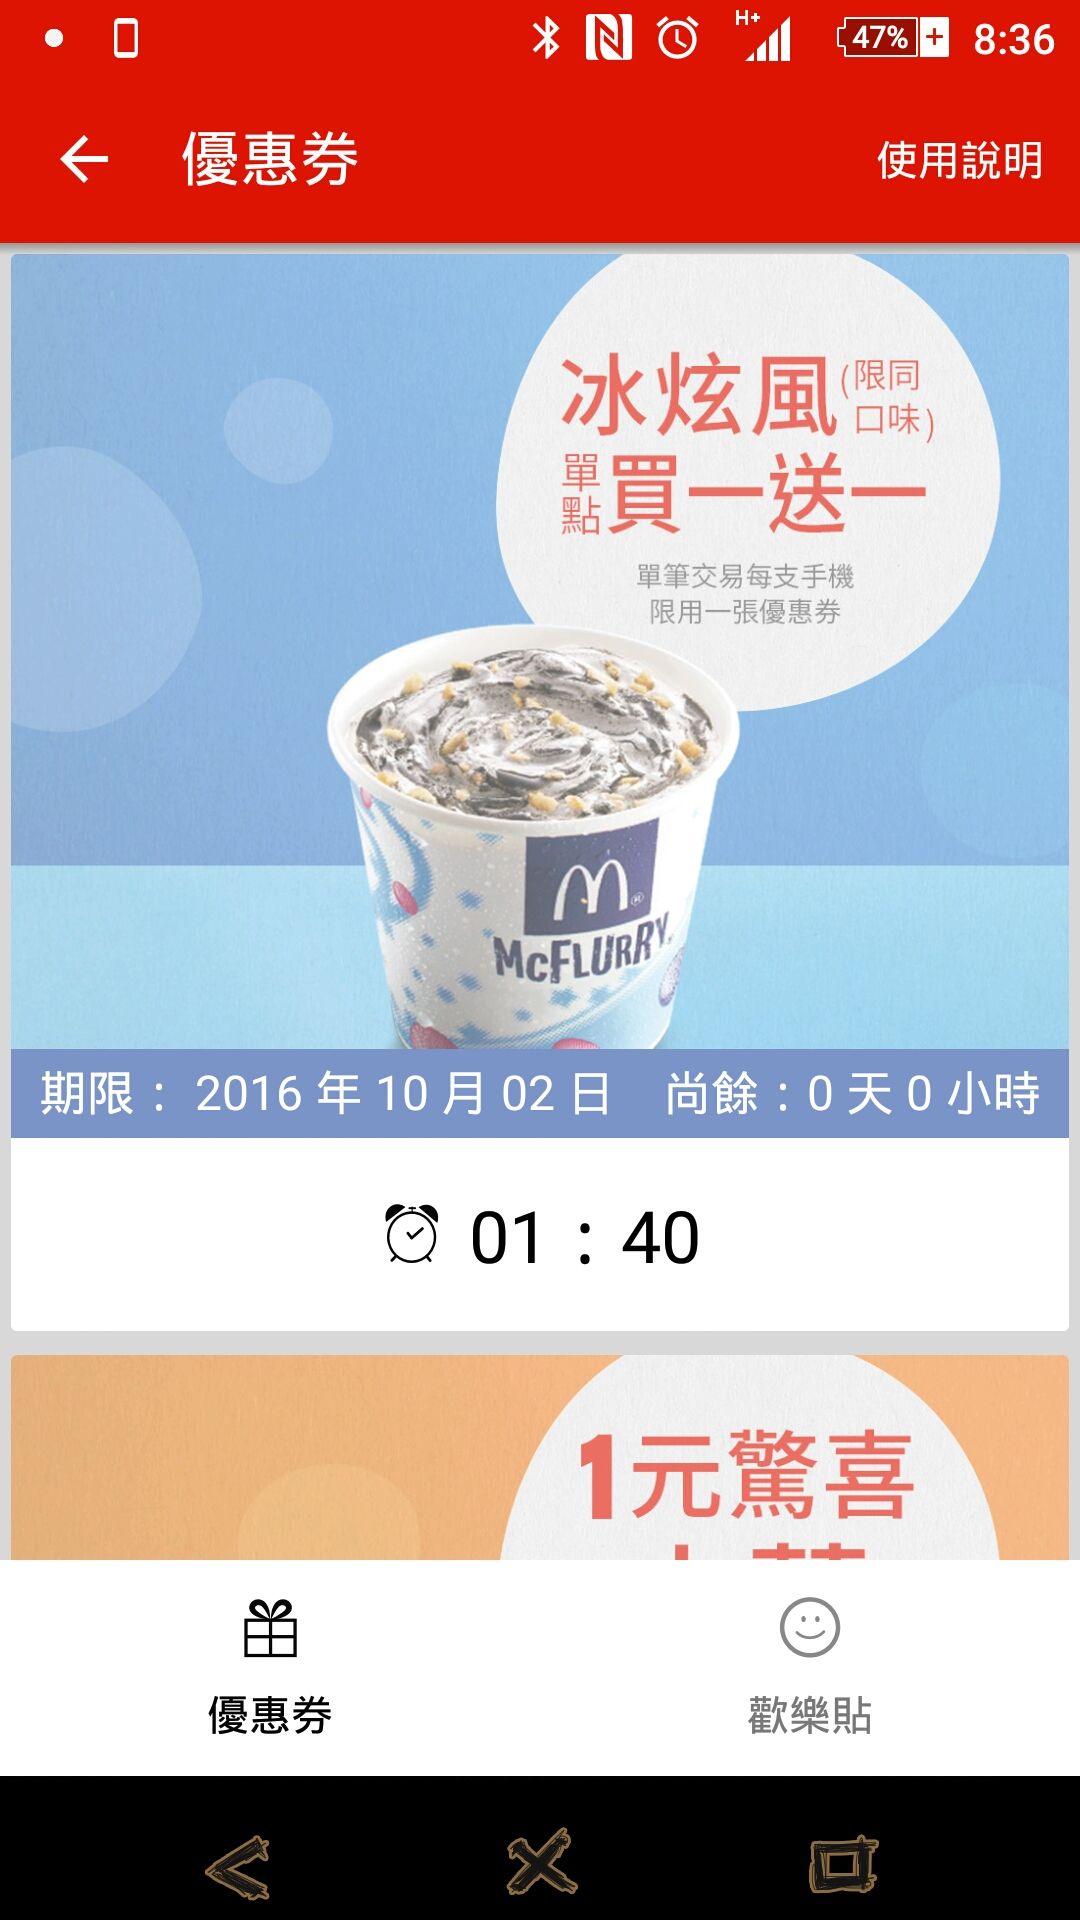 H+
47%
8:36
優惠券
使用說明
冰炫風(限同口味)
單點買一送一
單筆交易每支手機
限用一張優惠券
M
McFLURRY
期限： 2016 年 10 月 02 日 尚餘：0 天 0 小時
01 : 40
1元驚喜
優惠券
歡樂貼